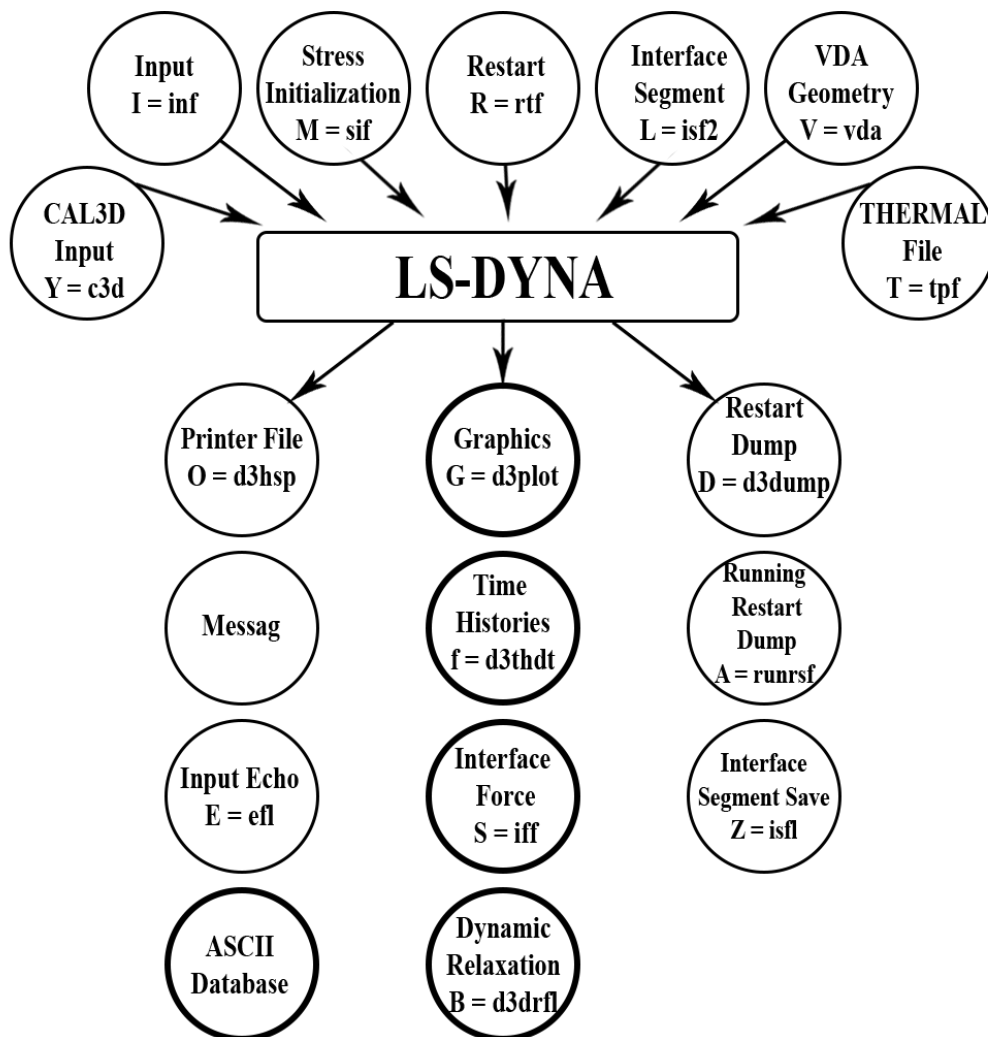 Input
I = inf
Stress
Initialization
M = sif
Restart
R = rtf
Interface
Segment
L = isf2
VDA
Geometry
V = vda
CAL3D
Input
Y = c3d
THERMAL
File
T = tpf
LS-DYNA
Printer File
O = d3hsp
Graphics
G = d3plot
Restart
Dump
D = d3dump
Messag
Time
Histories
f = d3thdt
Running
Restart
Dump
A = runrsf
Input Echo
E = efl
Interface
Force
S = iff
Interface
Segment Save
Z = isfl
ASCII
Database
Dynamic
Relaxation
B = d3drfl